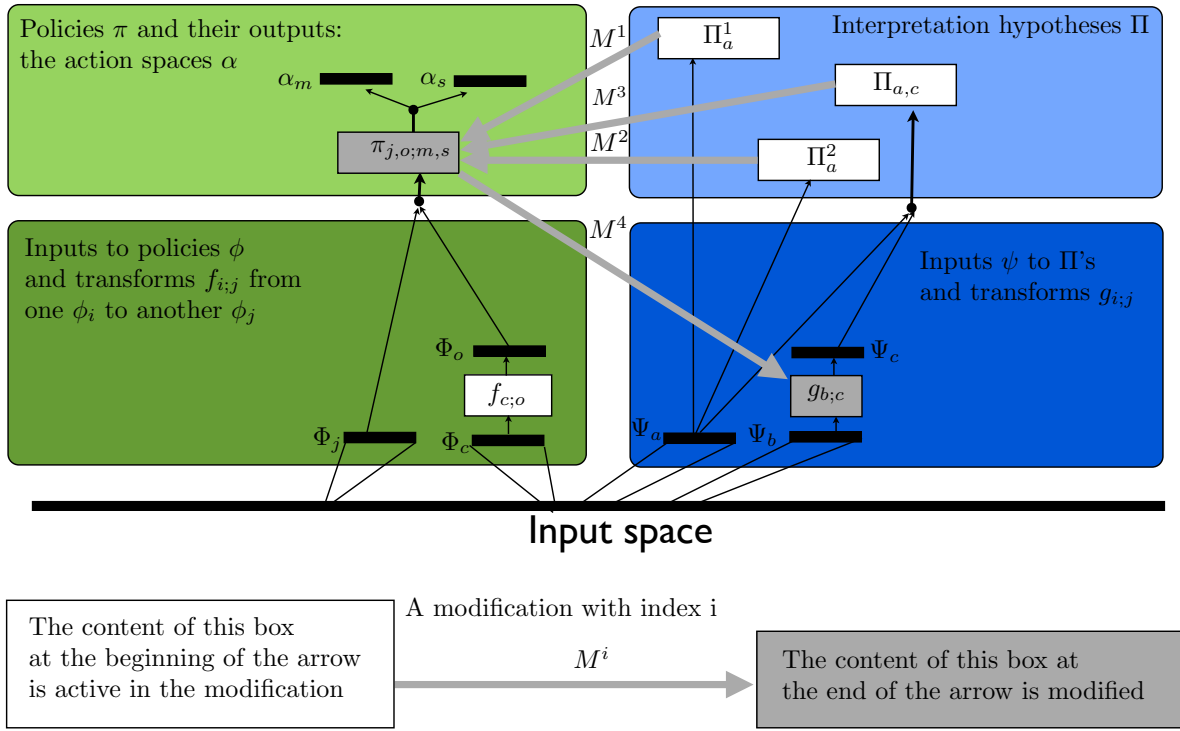 Policies π and their outputs:
the action spaces α
α_m
α_s
π_{j,o;m,s}
M^1
M^3
M^2
M^4
Interpretation hypotheses Π
Π_a^1
Π_{a,c}
Π_a^2
Inputs to policies ϕ
and transforms f_{i;j} from
one ϕ_i to another ϕ_j
Φ_o
f_{c;o}
Φ_j
Φ_c
Inputs ψ to Π's
and transforms g_{i;j}
Ψ_c
g_{b;c}
Ψ_a
Ψ_b
Input space
The content of this box
at the beginning of the arrow
is active in the modification
A modification with index i
M^i
The content of this box at
the end of the arrow is modified